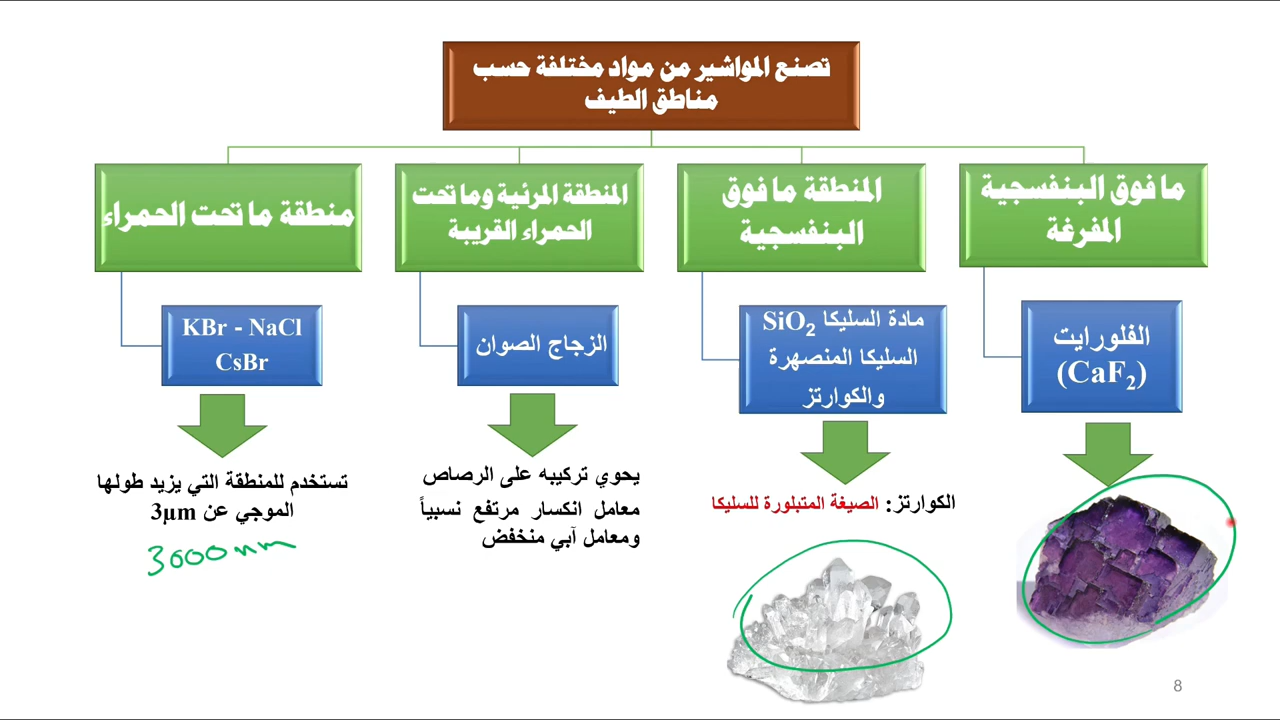 تصنع المواشير من مواد مختلفة حسب
مناطق الطيف
ما فوق البنفسجية
المفرغة
الفلورايت
(CaF₂)
المنطقة ما فوق
البنفسجية
مادة السليكا SiO₂
السليكا المنصهرة
والكوارتز
الكوارتز: الصيغة المتبلورة للسليكا
المنطقة المرئية وما تحت
الحمراء القريبة
الزجاج الصوان
يحوي تركيبه على الرصاص
معامل انكسار مرتفع نسبياً
ومعامل آبي منخفض
منطقة ما تحت الحمراء
KBr - NaCl
CsBr
تستخدم للمنطقة التي يزيد طولها
الموجي عن 3μm
3000nm
8